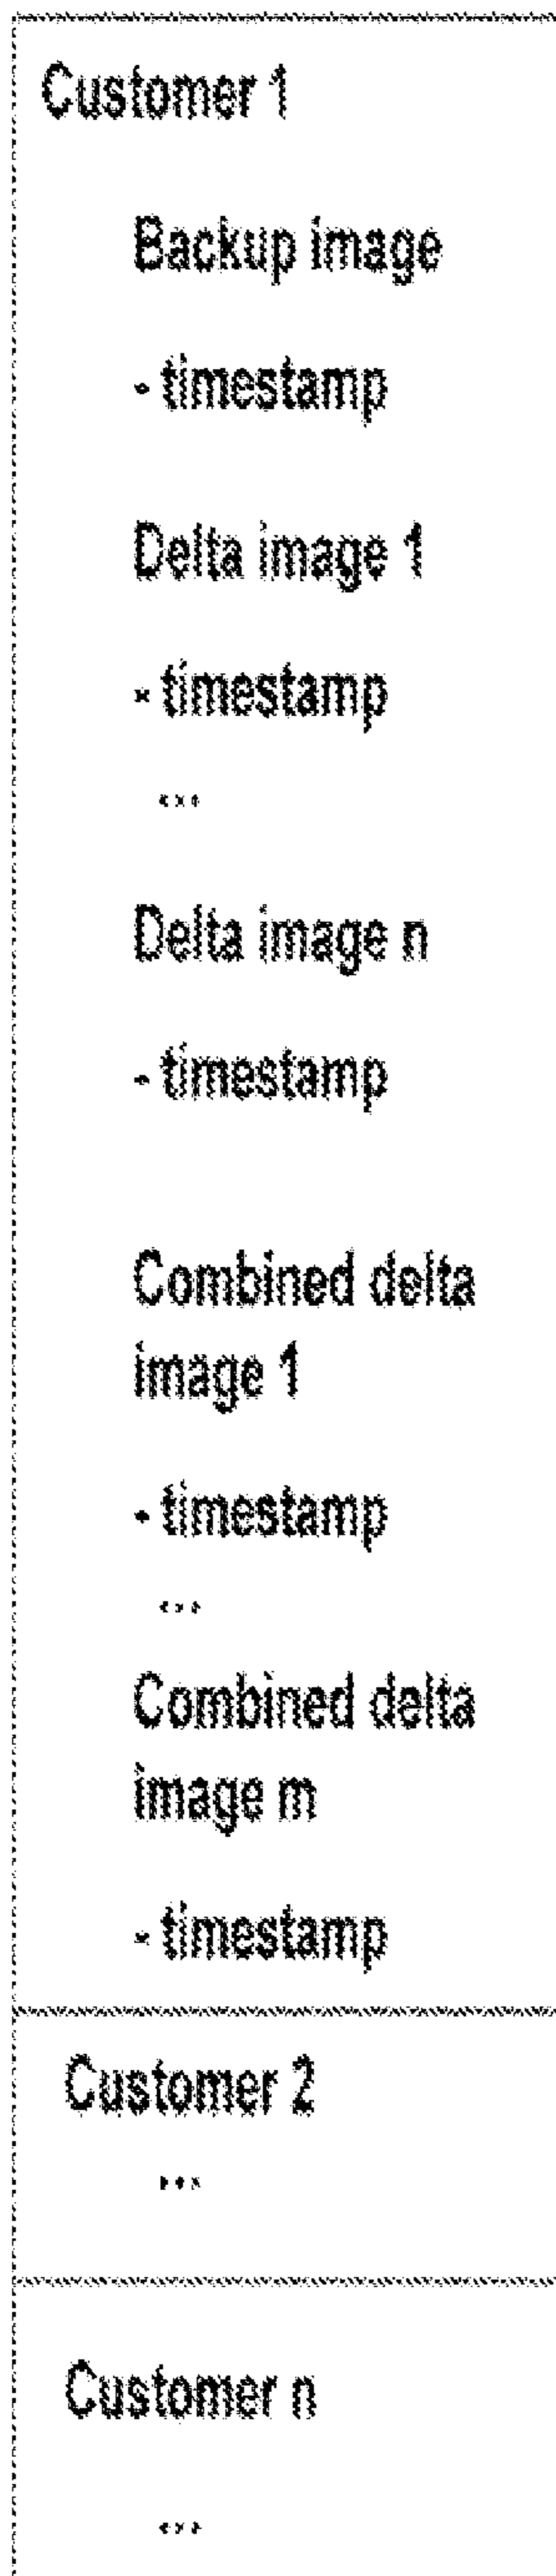 Customer 1
Backup image
- timestamp
Delta image 1
- timestamp
...
Delta image n
- timestamp
Combined delta
image 1
- timestamp
...
Combined delta
image m
- timestamp
Customer 2
...
Customer n
...